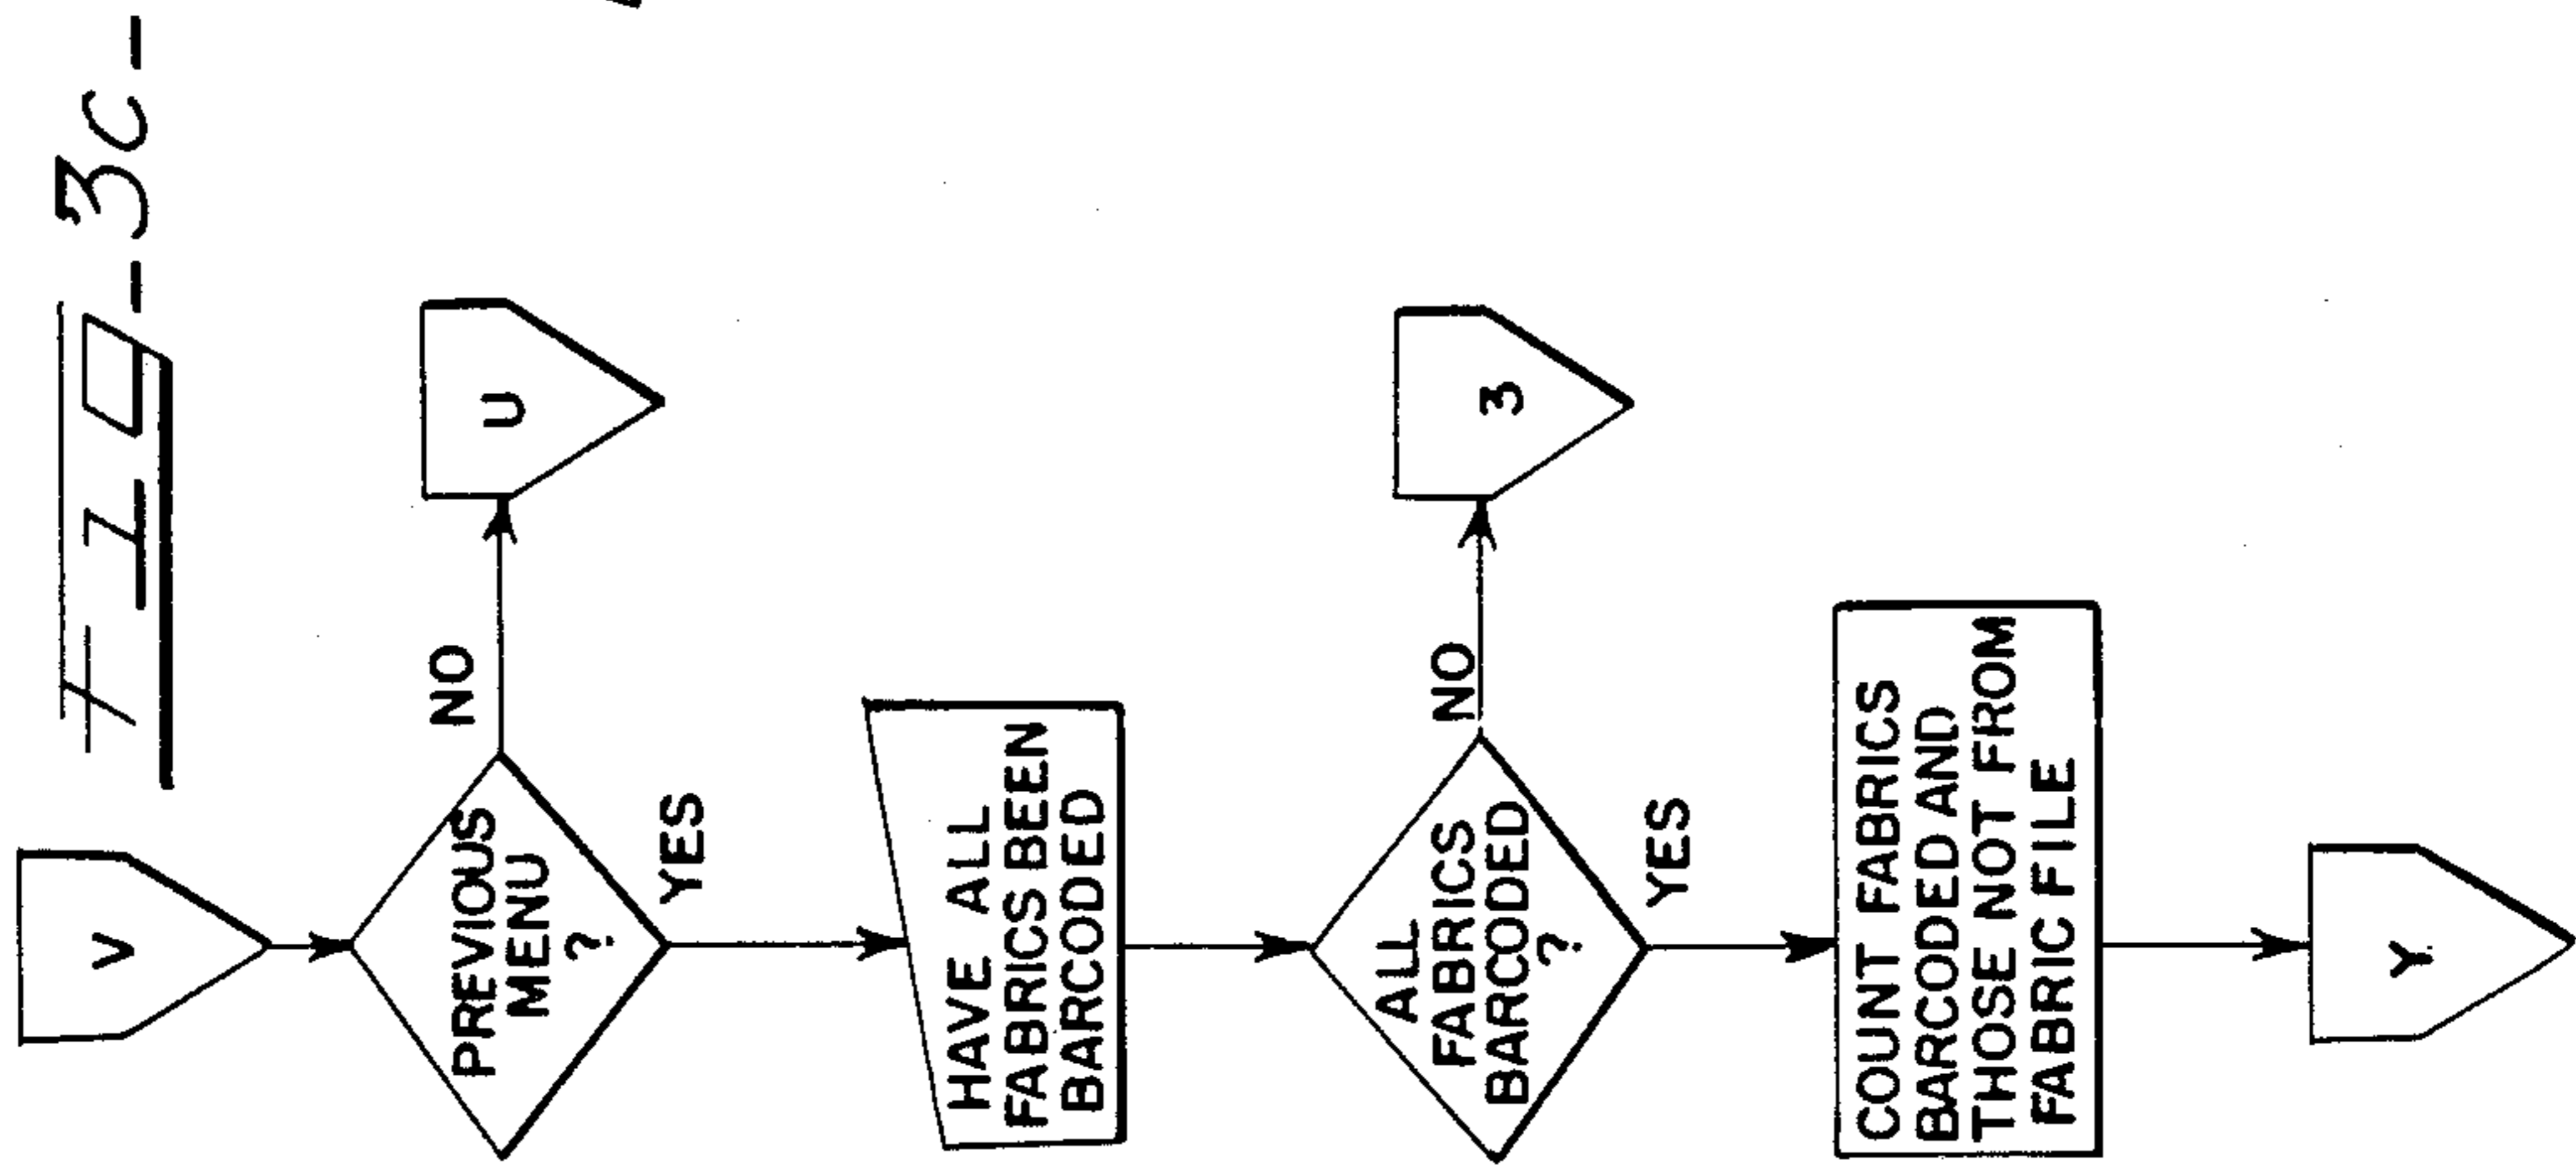 Fig-3c-
V
PREVIOUS
MENU
?
NO
U
YES
HAVE ALL
FABRICS BEEN
BARCODED
ALL
FABRICS
BARCODED
?
NO
3
YES
COUNT FABRICS
BARCODED AND
THOSE NOT FROM
FABRIC FILE
Y